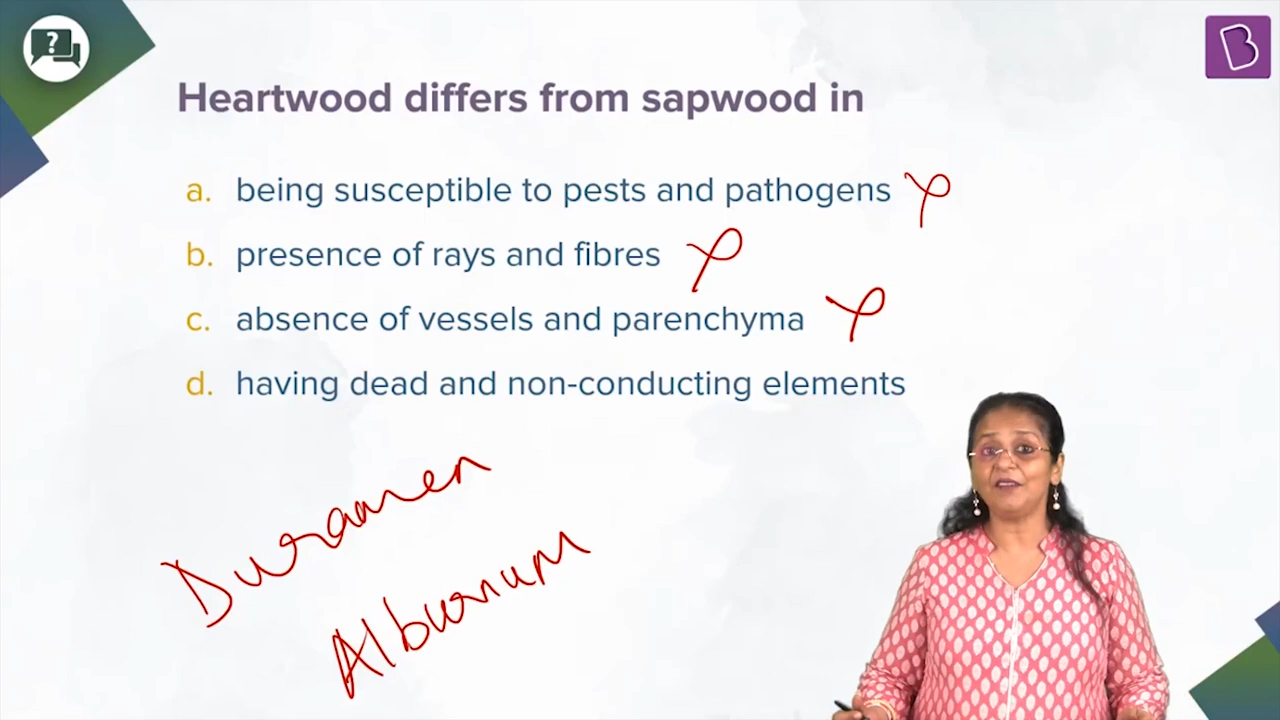 Heartwood differs from sapwood in
a. being susceptible to pests and pathogens
b. presence of rays and fibres
c. absence of vessels and parenchyma
d. having dead and non-conducting elements
Duramen
Alburnum